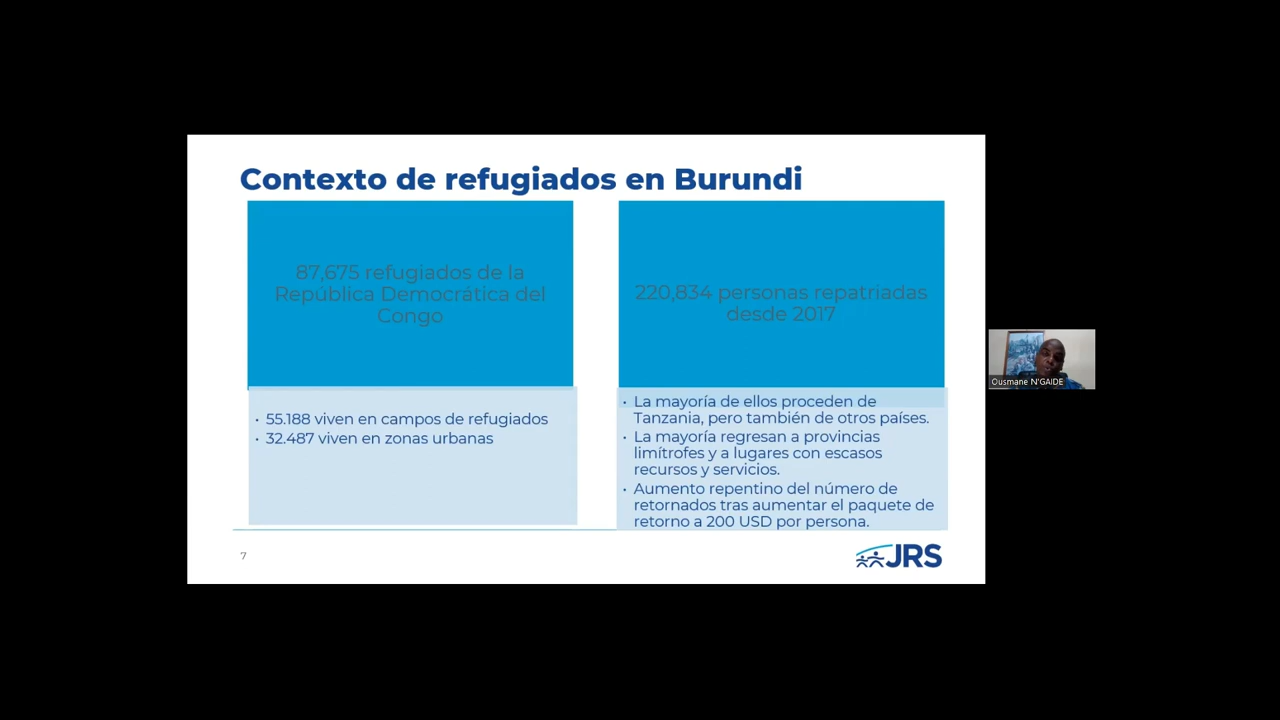 Contexto de refugiados en Burundi
87,675 refugiados de la
República Democrática del
Congo
• 55.188 viven en campos de refugiados
• 32.487 viven en zonas urbanas
220,834 personas repatriadas
desde 2017
• La mayoría de ellos proceden de
Tanzania, pero también de otros países.
• La mayoría regresan a provincias
limítrofes y a lugares con escasos
recursos y servicios.
• Aumento repentino del número de
retornados tras aumentar el paquete de
retorno a 200 USD por persona.
7
JRS
Ousmane N'GAIDE